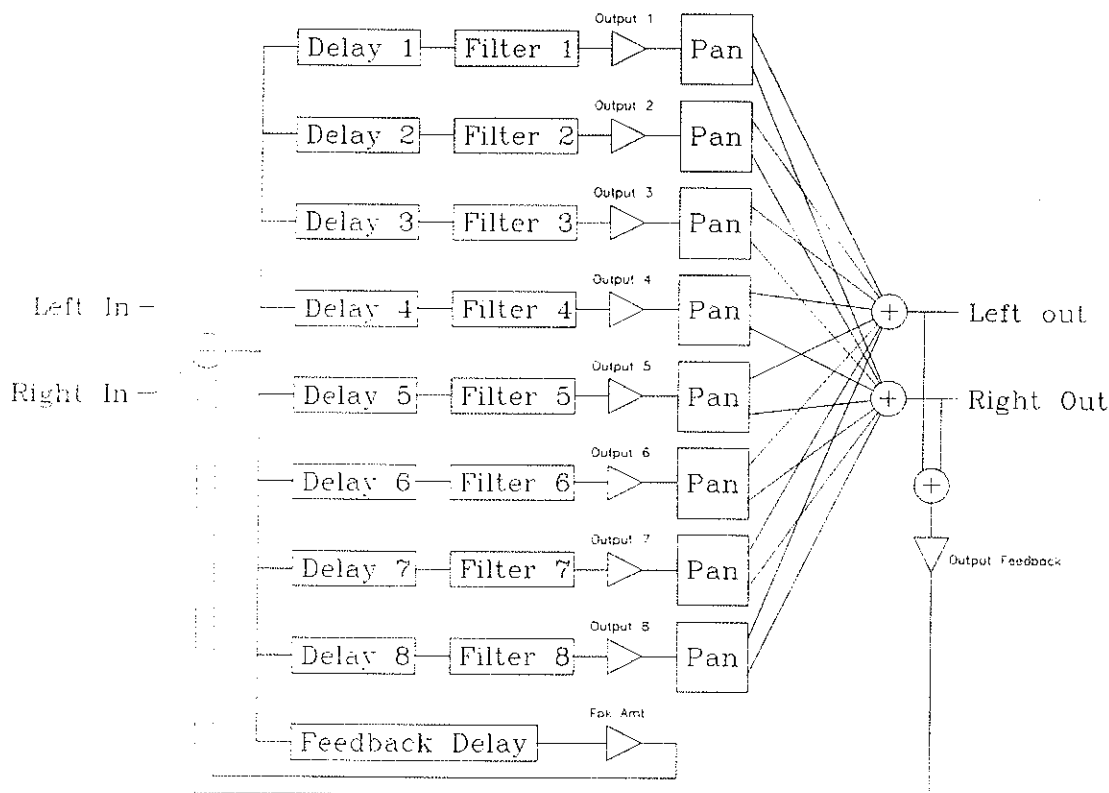 Output 1
Delay 1 Filter 1 Pan
Output 2
Delay 2 Filter 2 Pan
Output 3
Delay 3 Filter 3 Pan
Output 4
Left In Delay 4 Filter 4 Pan Left out
Output 5
Right In Delay 5 Filter 5 Pan Right Out
Output 6
Delay 6 Filter 6 Pan
Output 7
Delay 7 Filter 7 Pan Output Feedback
Output 8
Delay 8 Filter 8 Pan
Amt
Feedback Delay